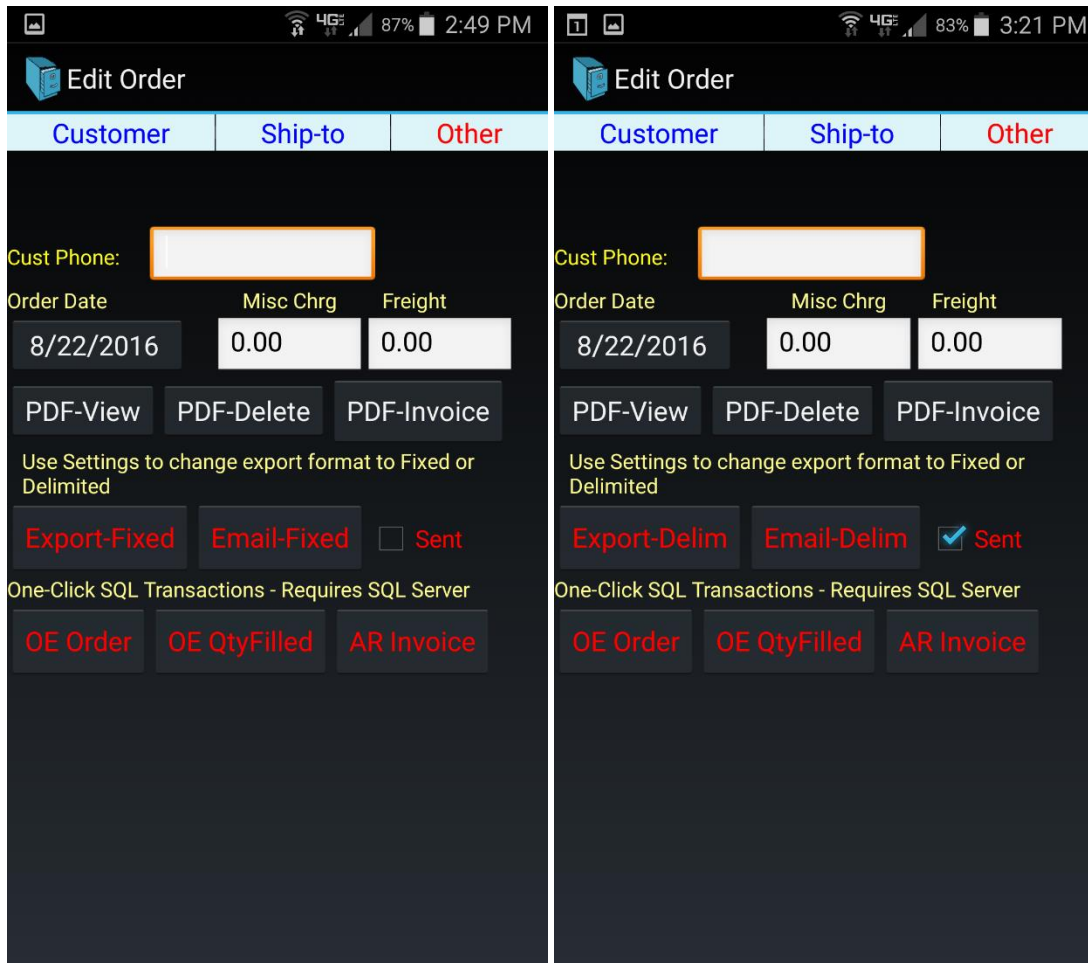 4G LTE 87% 2:49 PM
Edit Order
Customer Ship-to Other
Cust Phone:
Order Date Misc Chrg Freight
8/22/2016 0.00 0.00
PDF-View PDF-Delete PDF-Invoice
Use Settings to change export format to Fixed or
Delimited
Export-Fixed Email-Fixed Sent
One-Click SQL Transactions - Requires SQL Server
OE Order OE QtyFilled AR Invoice
1 4G LTE 83% 3:21 PM
Edit Order
Customer Ship-to Other
Cust Phone:
Order Date Misc Chrg Freight
8/22/2016 0.00 0.00
PDF-View PDF-Delete PDF-Invoice
Use Settings to change export format to Fixed or
Delimited
Export-Delim Email-Delim Sent
One-Click SQL Transactions - Requires SQL Server
OE Order OE QtyFilled AR Invoice